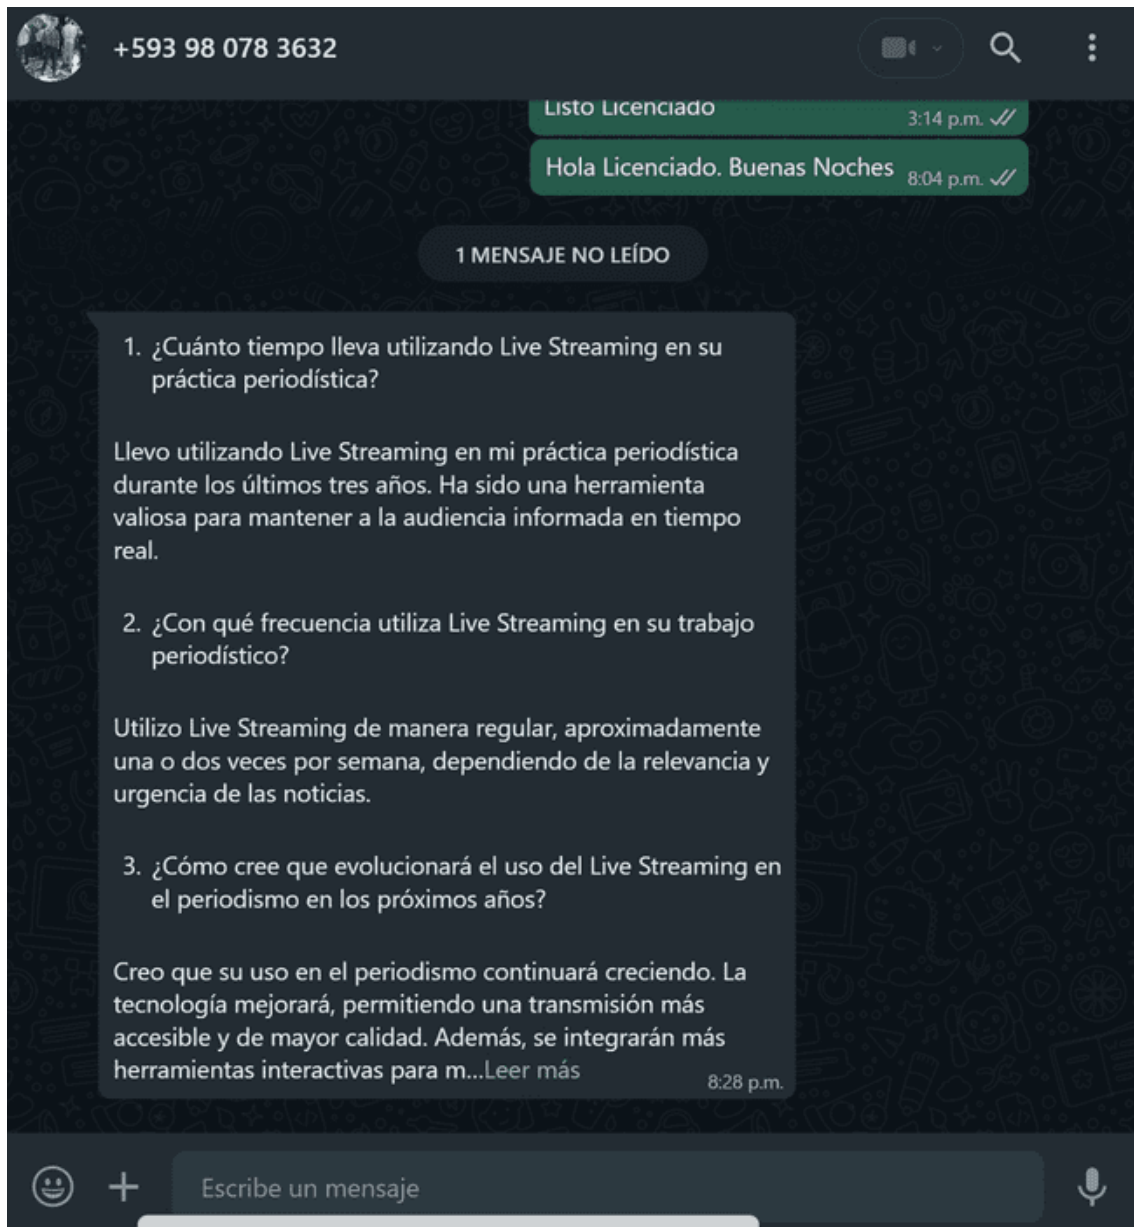 +593 98 078 3632
Listo Licenciado
3:14 p.m.
Hola Licenciado. Buenas Noches
8:04 p.m.
1 MENSAJE NO LEÍDO
1. ¿Cuánto tiempo lleva utilizando Live Streaming en su
práctica periodística?
Llevo utilizando Live Streaming en mi práctica periodística
durante los últimos tres años. Ha sido una herramienta
valiosa para mantener a la audiencia informada en tiempo
real.
2. ¿Con qué frecuencia utiliza Live Streaming en su trabajo
periodístico?
Utilizo Live Streaming de manera regular, aproximadamente
una o dos veces por semana, dependiendo de la relevancia y
urgencia de las noticias.
3. ¿Cómo cree que evolucionará el uso del Live Streaming en
el periodismo en los próximos años?
Creo que su uso en el periodismo continuará creciendo. La
tecnología mejorará, permitiendo una transmisión más
accesible y de mayor calidad. Además, se integrarán más
herramientas interactivas para m...Leer más
8:28 p.m.
Escribe un mensaje